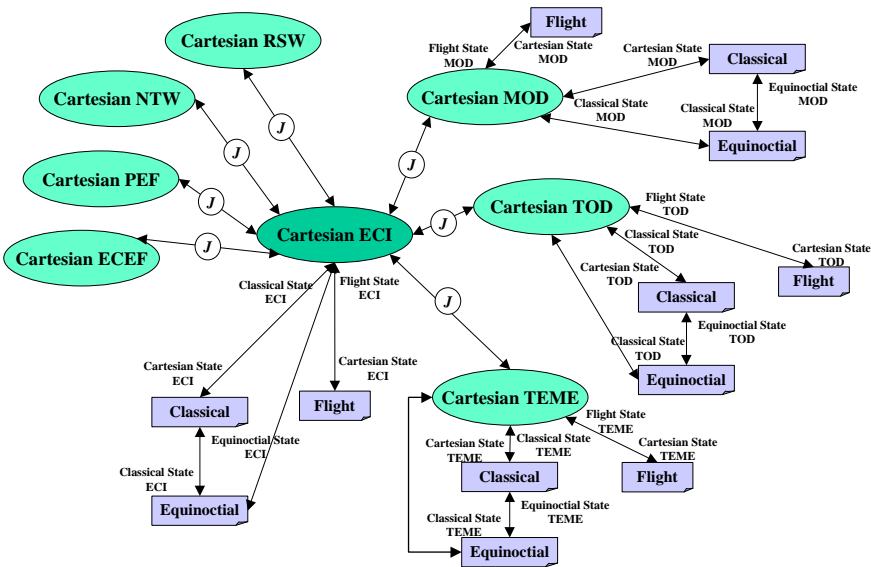 Cartesian RSW
Cartesian NTW
Cartesian PEF
Cartesian ECEF
J
J
J
J
Cartesian ECI
J
J
J
Flight
Flight State
MOD
Cartesian State
MOD
Cartesian MOD
Cartesian State
MOD
Classical
Equinoctial State
MOD
Classical State
MOD
Classical State
MOD
Equinoctial
Cartesian TOD
Flight State
TOD
Classical State
TOD
Cartesian State
TOD
Cartesian State
TOD
Flight
Classical
Equinoctial State
TOD
Classical State
TOD
Equinoctial
Classical State
ECI
Flight State
ECI
Cartesian State
ECI
Cartesian State
ECI
Classical
Flight
Equinoctial State
ECI
Classical State
ECI
Equinoctial
Cartesian TEME
Flight State
TEME
Cartesian State
TEME
Classical State
TEME
Cartesian State
TEME
Classical
Flight
Equinoctial State
TEME
Classical State
TEME
Equinoctial